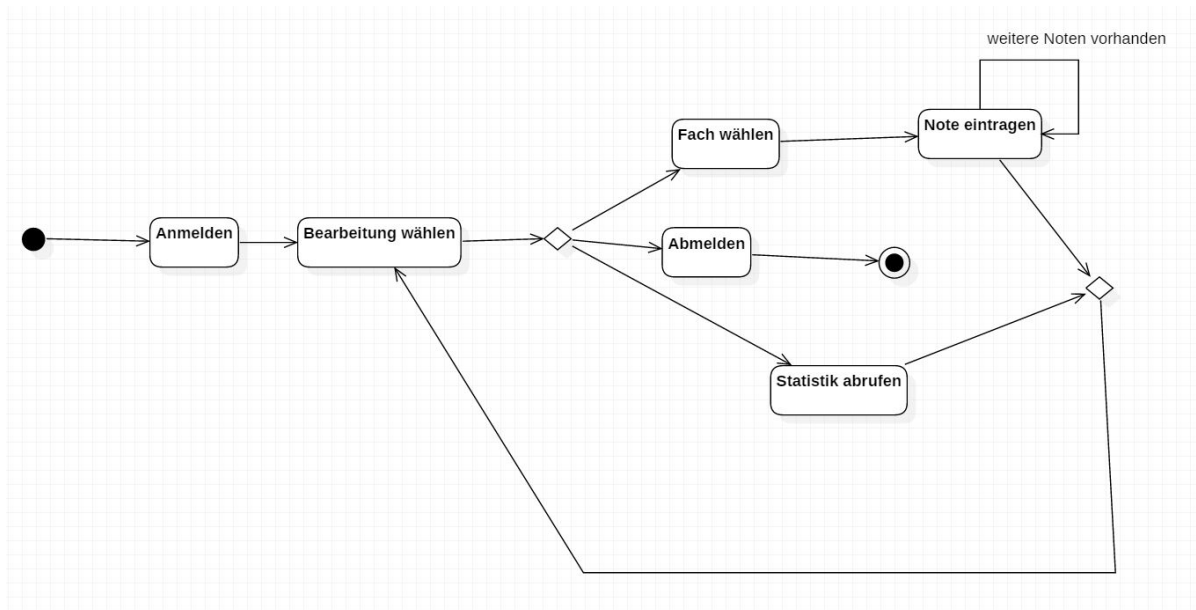 weitere Noten vorhanden
Fach wählen
Note eintragen
Anmelden
Bearbeitung wählen
Abmelden
Statistik abrufen